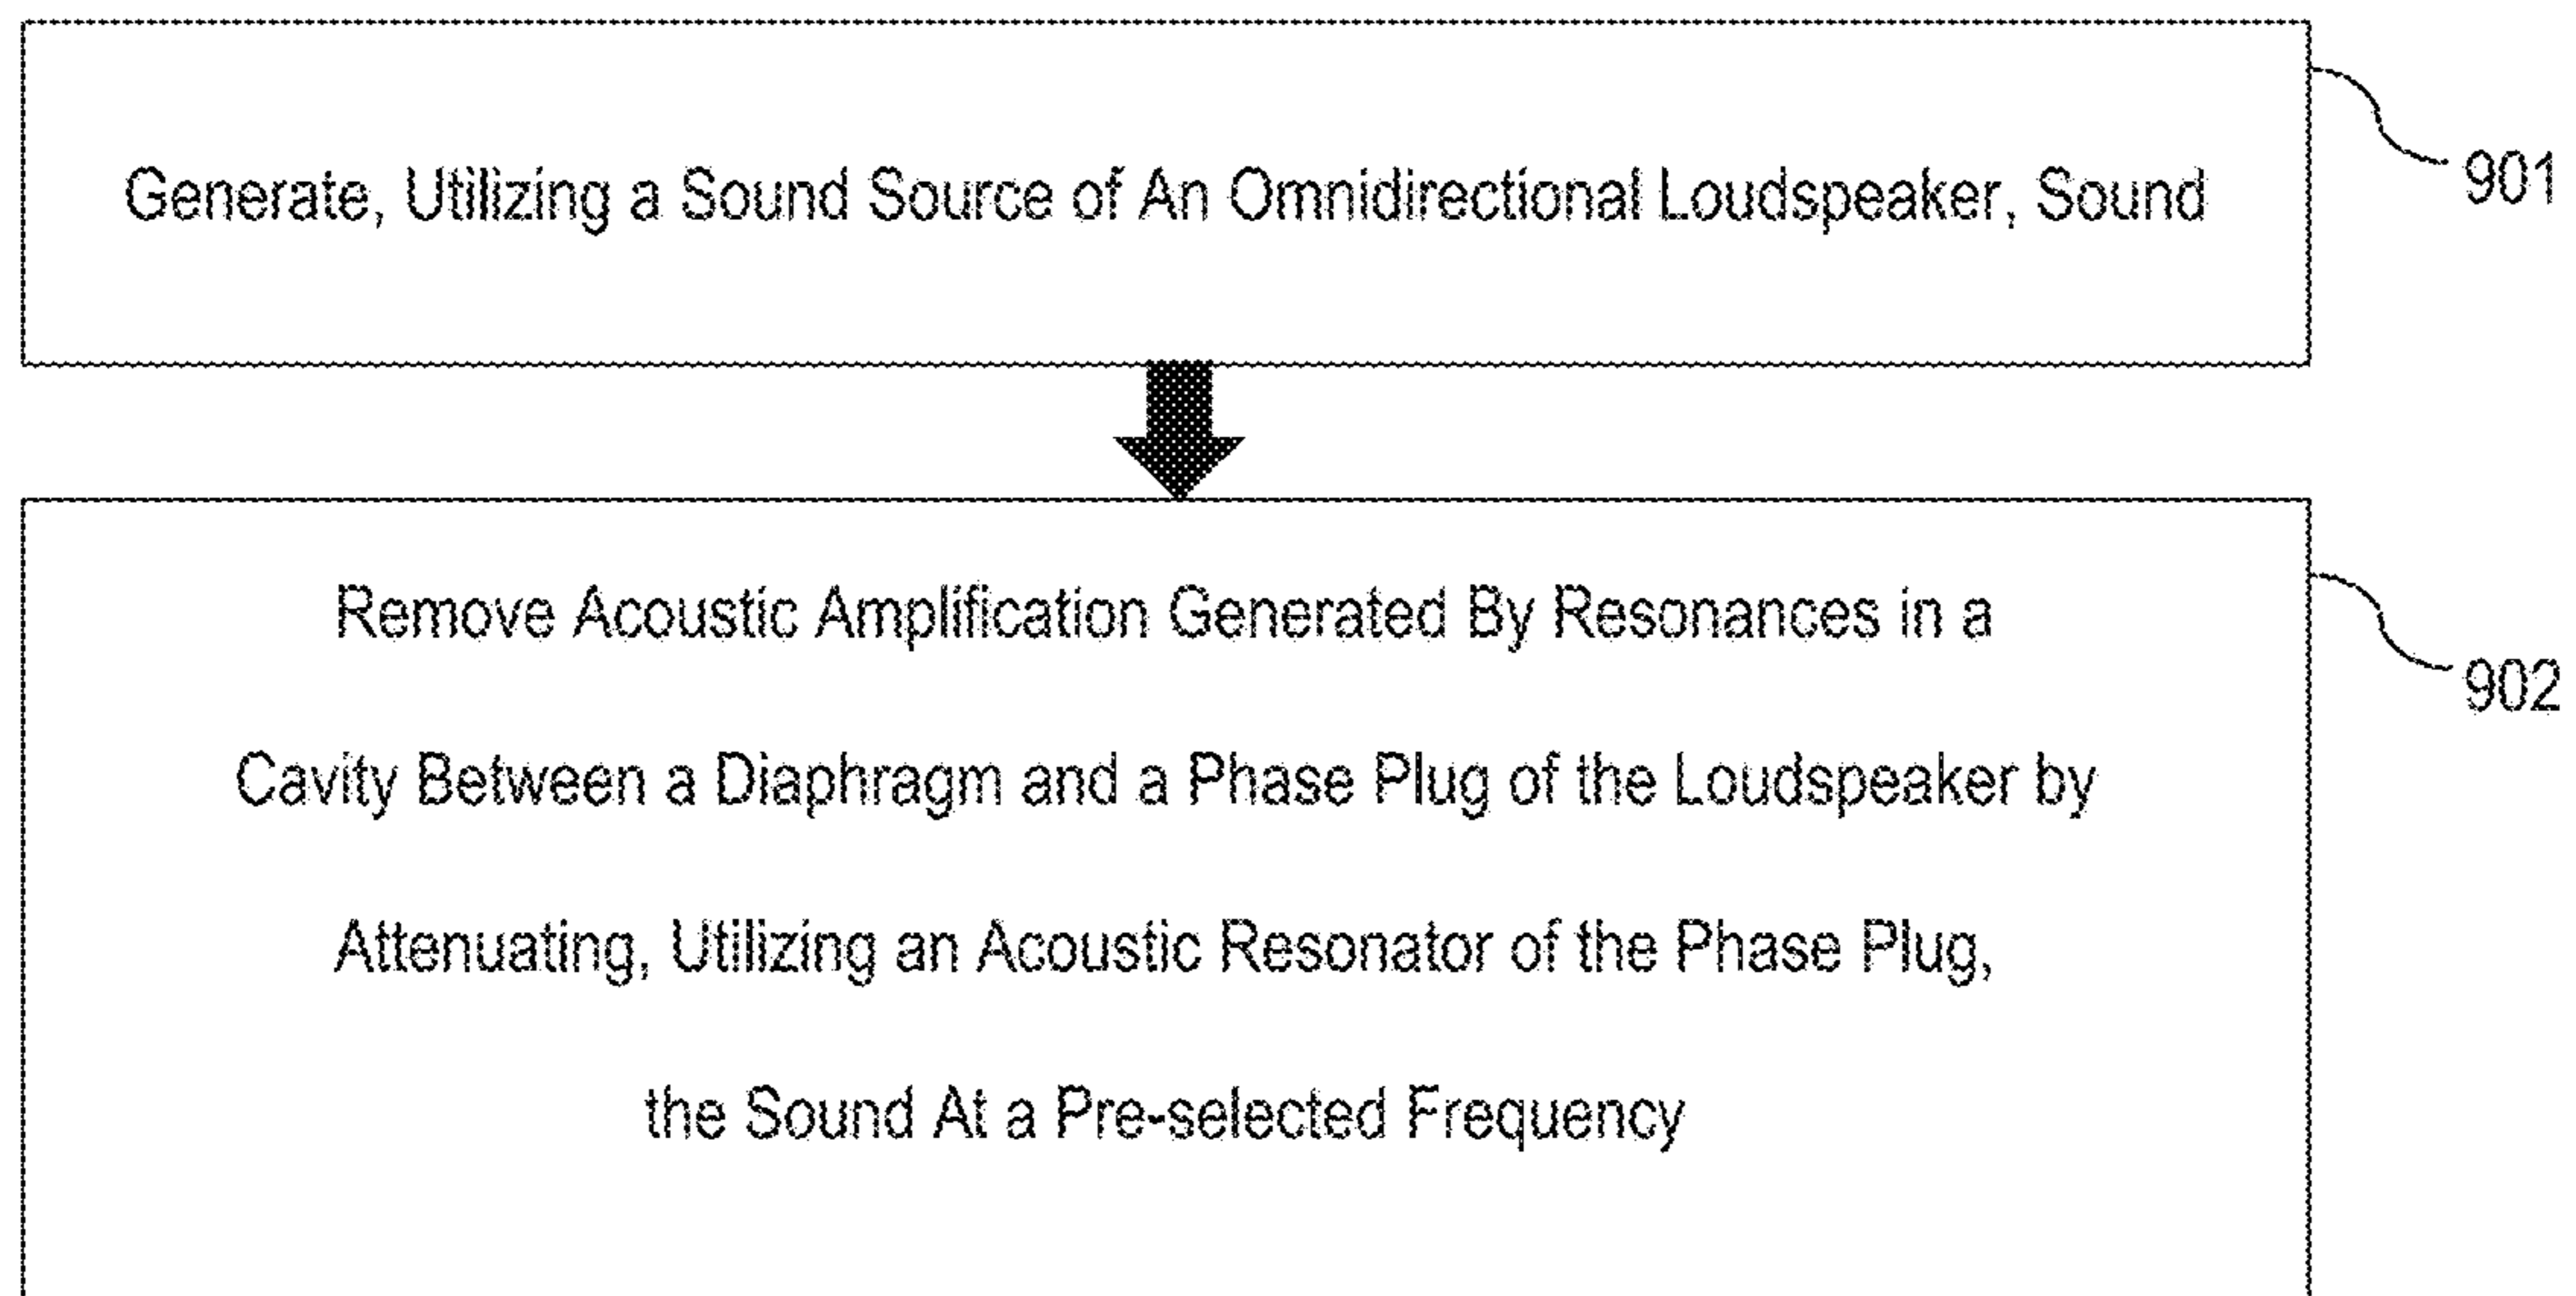 Generate, Utilizing a Sound Source of An Omnidirectional Loudspeaker, Sound
901
Remove Acoustic Amplification Generated By Resonances in a
902
Cavity Between a Diaphragm and a Phase Plug of the Loudspeaker by
Attenuating, Utilizing an Acoustic Resonator of the Phase Plug,
the Sound At a Pre-selected Frequency